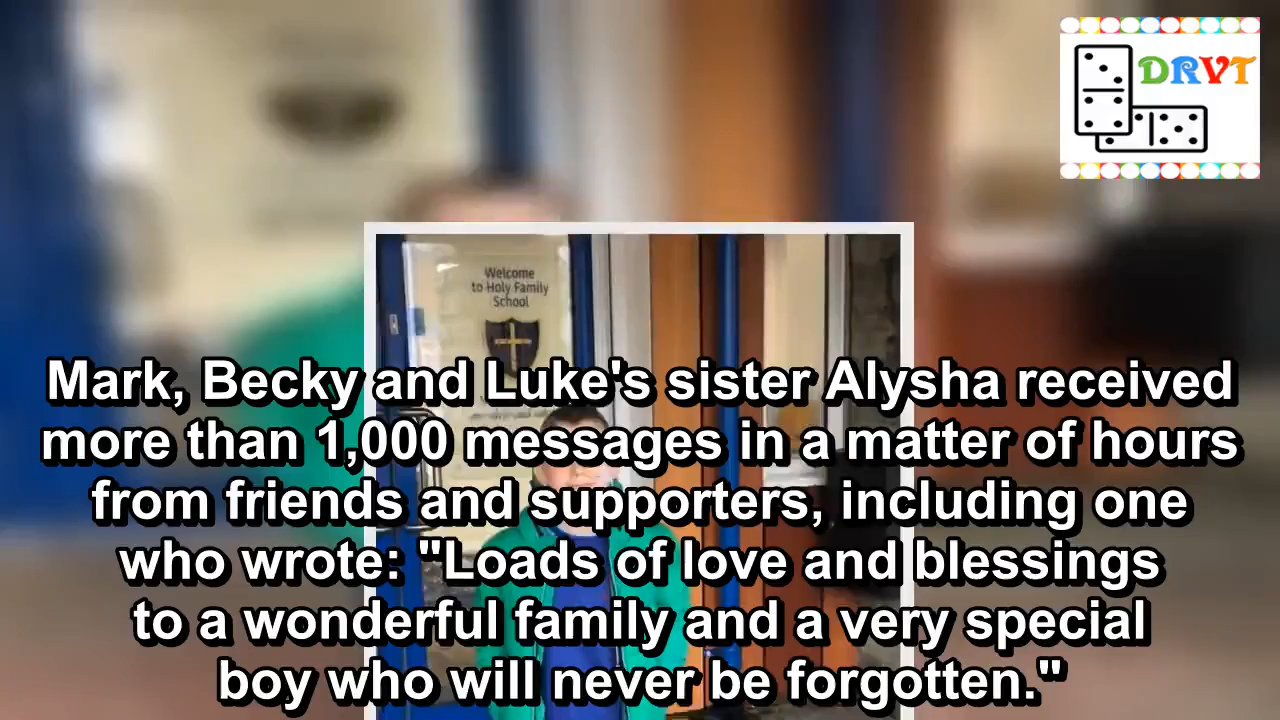 DRVT
Welcome
to Holy Family
School
Mark, Becky and Luke's sister Alysha received
more than 1,000 messages in a matter of hours
from friends and supporters, including one
who wrote: "Loads of love and blessings
to a wonderful family and a very special
boy who will never be forgotten."